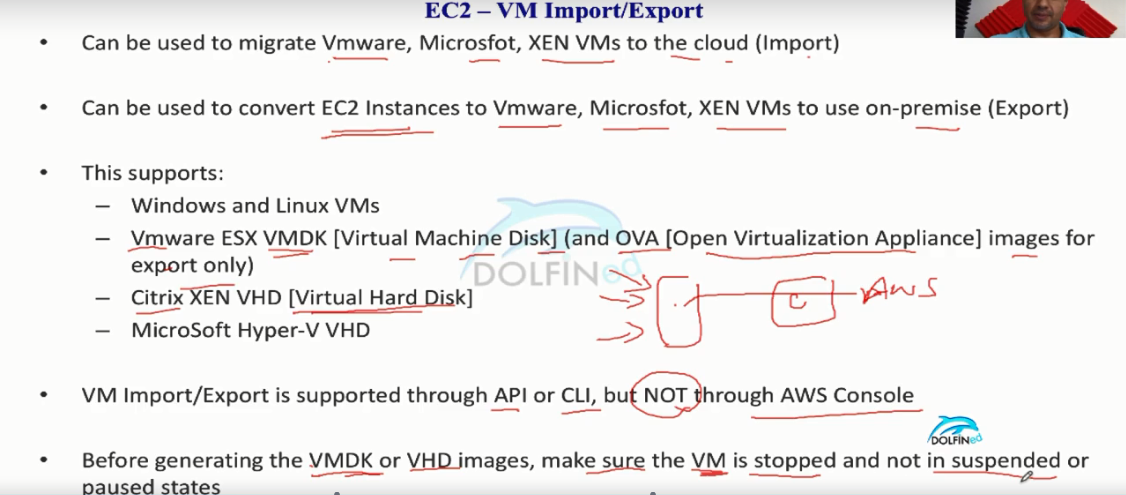 EC2 – VM Import/Export
• Can be used to migrate Vmware, Microsfot, XEN VMs to the cloud (Import)
• Can be used to convert EC2 Instances to Vmware, Microsfot, XEN VMs to use on-premise (Export)
• This supports:
– Windows and Linux VMs
– Vmware ESX VMDK [Virtual Machine Disk] (and OVA [Open Virtualization Appliance] images for
export only)
DOLFINed
– Citrix XEN VHD [Virtual Hard Disk]
C AWS
– MicroSoft Hyper-V VHD
• VM Import/Export is supported through API or CLI, but NOT through AWS Console
DOLFINed
• Before generating the VMDK or VHD images, make sure the VM is stopped and not in suspended or
paused states